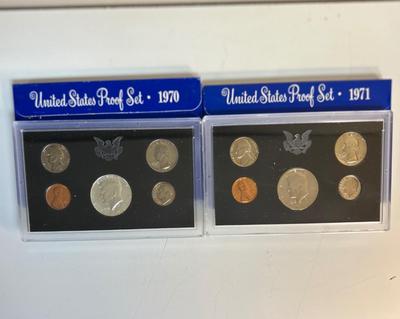 United States Proof Set · 1970
United States Proof Set · 1971